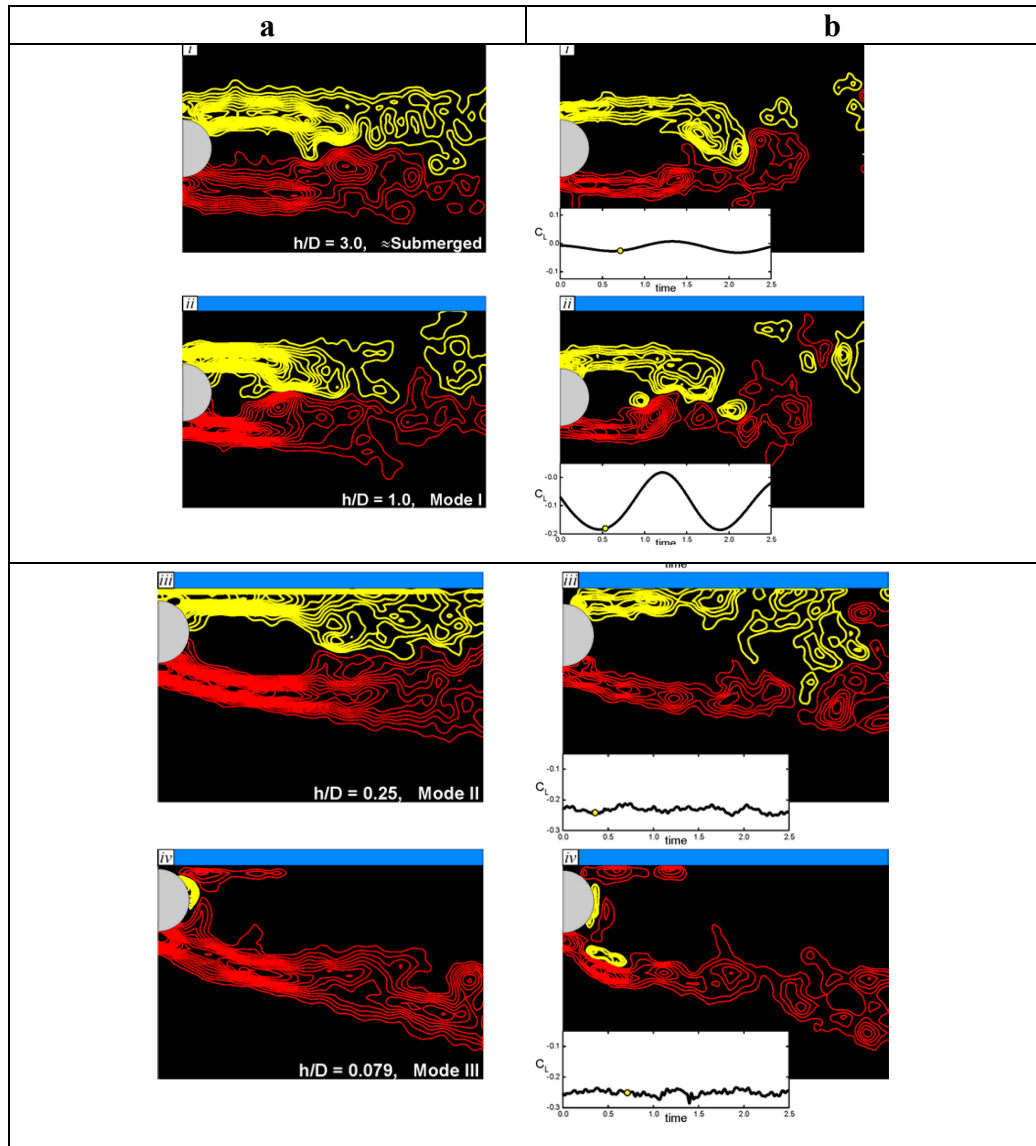 a b
i i
h/D = 3.0, ≈Submerged
0.1
C_L 0.0
-0.1
0.0 0.5 1.0 1.5 2.0 2.5
time
ii ii
h/D = 1.0, Mode I
-0.0
C_L -0.1
-0.2
0.0 0.5 1.0 1.5 2.0 2.5
time
time
iii iii
h/D = 0.25, Mode II
-0.1
C_L -0.2
-0.3
0.0 0.5 1.0 1.5 2.0 2.5
time
iv iv
h/D = 0.079, Mode III
-0.1
C_L -0.2
-0.3
0.0 0.5 1.0 1.5 2.0 2.5
time